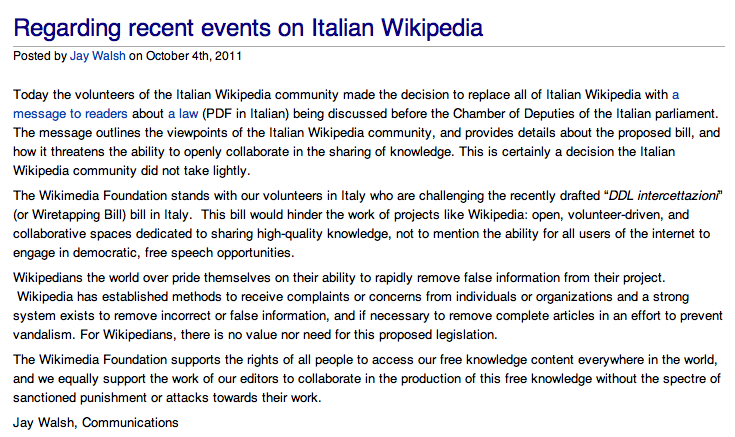 Regarding recent events on Italian Wikipedia
Posted by Jay Walsh on October 4th, 2011
Today the volunteers of the Italian Wikipedia community made the decision to replace all of Italian Wikipedia with a
message to readers about a law (PDF in Italian) being discussed before the Chamber of Deputies of the Italian parliament.
The message outlines the viewpoints of the Italian Wikipedia community, and provides details about the proposed bill, and
how it threatens the ability to openly collaborate in the sharing of knowledge. This is certainly a decision the Italian
Wikipedia community did not take lightly.
The Wikimedia Foundation stands with our volunteers in Italy who are challenging the recently drafted “DDL intercettazioni”
(or Wiretapping Bill) bill in Italy.  This bill would hinder the work of projects like Wikipedia: open, volunteer-driven, and
collaborative spaces dedicated to sharing high-quality knowledge, not to mention the ability for all users of the internet to
engage in democratic, free speech opportunities.
Wikipedians the world over pride themselves on their ability to rapidly remove false information from their project.
Wikipedia has established methods to receive complaints or concerns from individuals or organizations and a strong
system exists to remove incorrect or false information, and if necessary to remove complete articles in an effort to prevent
vandalism. For Wikipedians, there is no value nor need for this proposed legislation.
The Wikimedia Foundation supports the rights of all people to access our free knowledge content everywhere in the world,
and we equally support the work of our editors to collaborate in the production of this free knowledge without the spectre of
sanctioned punishment or attacks towards their work.
Jay Walsh, Communications